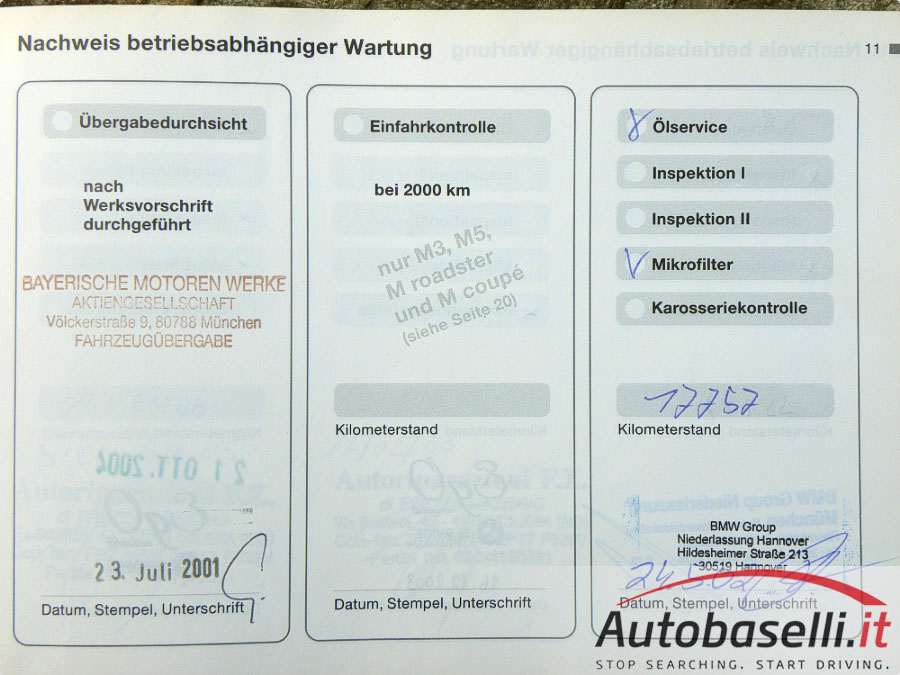 Nachweis betriebsabhängiger Wartung
11
Übergabedurchsicht
nach
Werksvorschrift
durchgeführt
BAYERISCHE MOTOREN WERKE
AKTIENGESELLSCHAFT
Völckerstraße 9, 80788 München
FAHRZEUGÜBERGABE
21 OTT. 2004
23. Juli 2001
Datum, Stempel, Unterschrift
Einfahrkontrolle
bei 2000 km
nur M3, M5,
M roadster
und M coupé
(siehe Seite 20)
Kilometerstand
Datum, Stempel, Unterschrift
Ölservice
Inspektion I
Inspektion II
Mikrofilter
Karosseriekontrolle
17757
Kilometerstand
BMW Group
Niederlassung Hannover
Hildesheimer Straße 213
30519 Hannover
Datum, Stempel, Unterschrift
Autobaselli.it
STOP SEARCHING. START DRIVING.